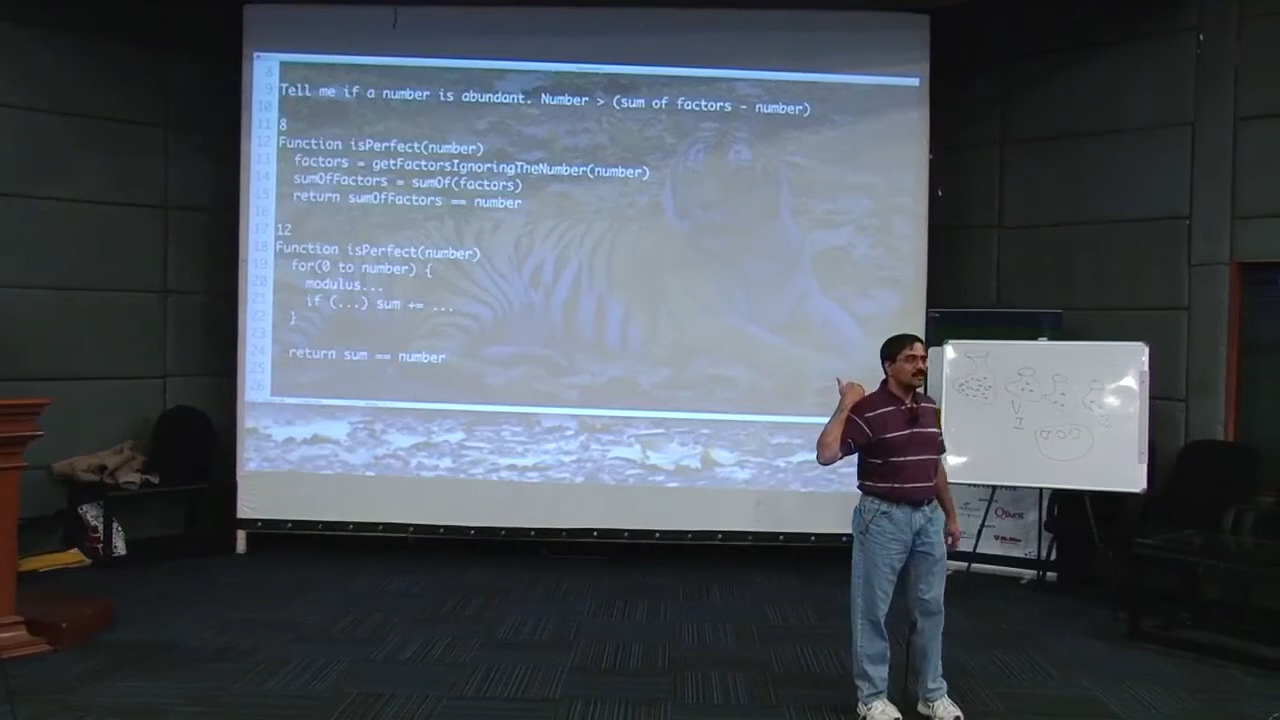 8
9 Tell me if a number is abundant. Number > (sum of factors - number)
10
11 8
12 Function isPerfect(number)
13 factors = getFactorsIgnoringTheNumber(number)
14 sumOfFactors = sumOf(factors)
15 return sumOfFactors == number
16
17 12
18 Function isPerfect(number)
19 for(0 to number) {
20 modulus...
21 if (...) sum += ...
22 }
23
24 return sum == number
25
26
QBurst